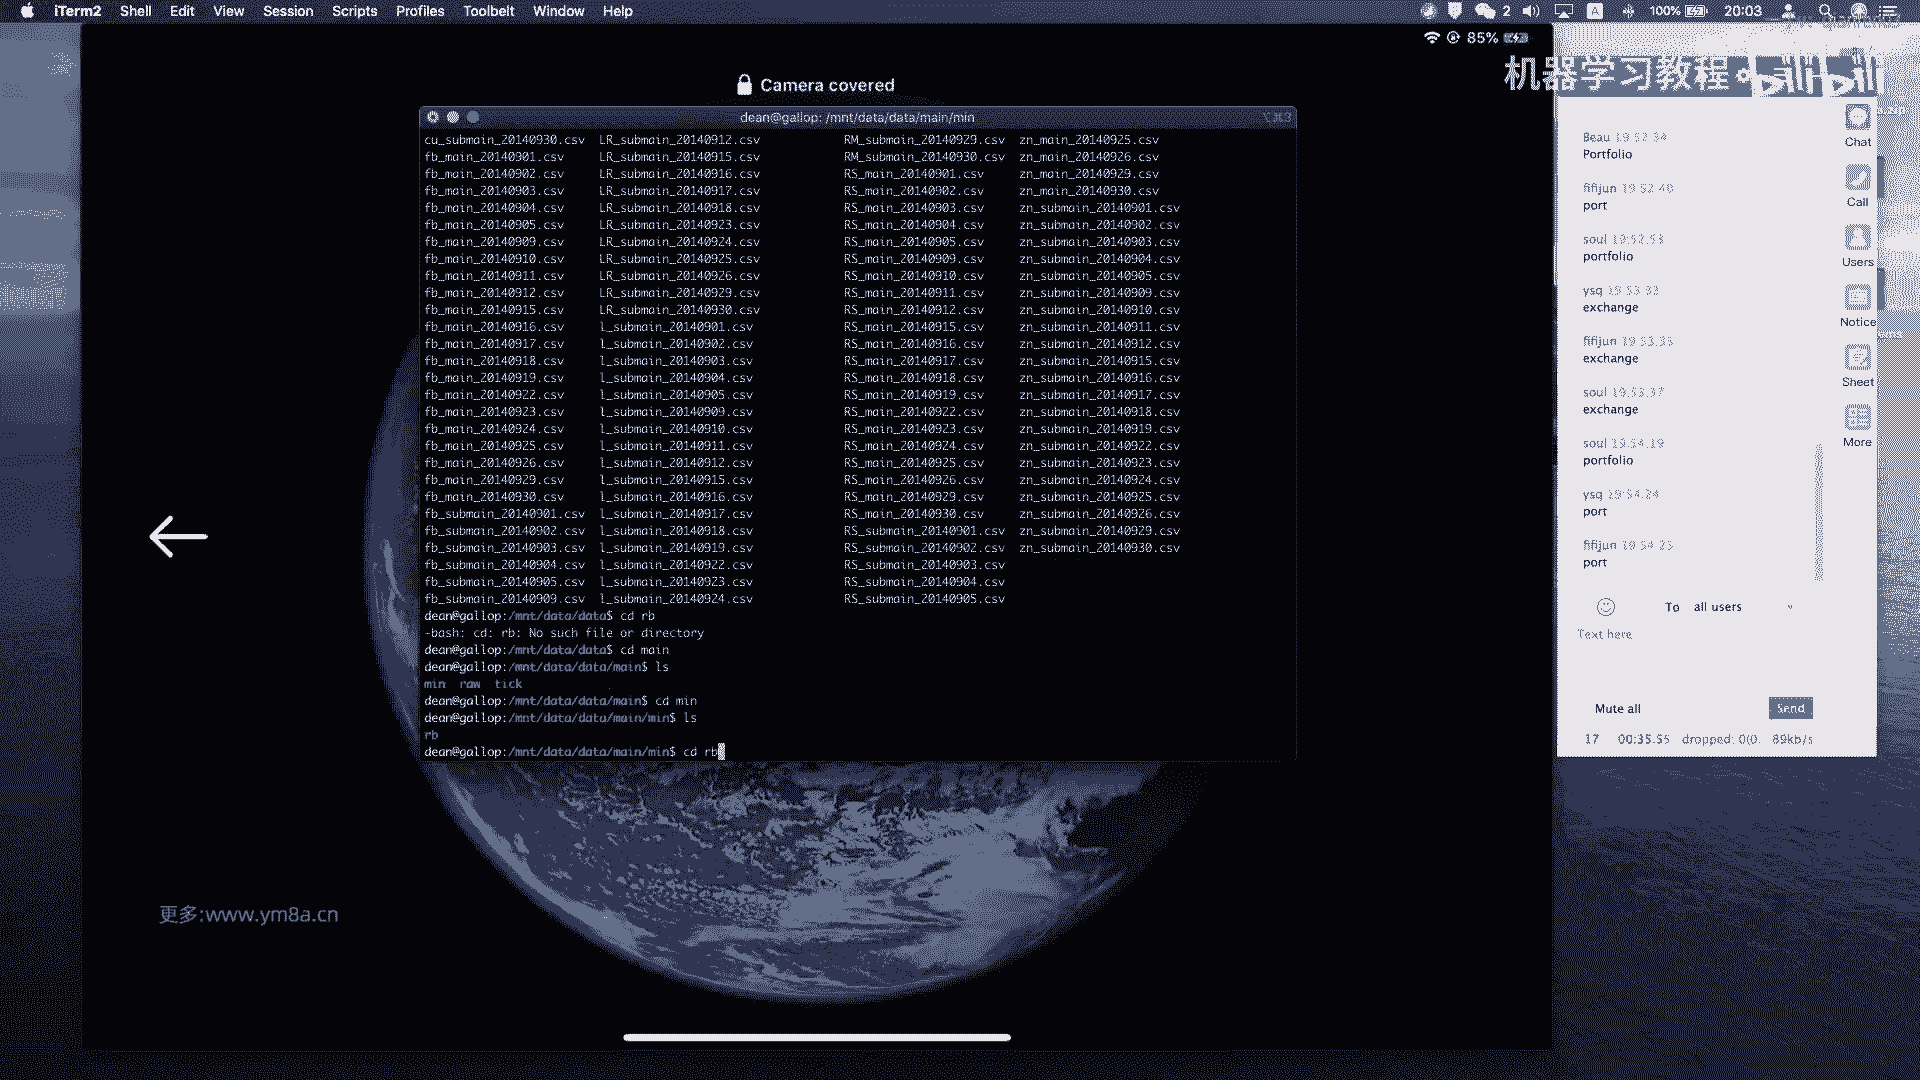 iTerm2 Shell Edit View Session Scripts Profiles Toolbelt Window Help 2 A 100% 20:03
85%
机器学习教程 bilibili
Camera covered
dean@gallop: /mnt/data/data/main/min ⌥⌘3
cu_submain_20140930.csv LR_submain_20140912.csv RM_submain_20140929.csv zn_main_20140925.csv
fb_main_20140901.csv LR_submain_20140915.csv RM_submain_20140930.csv zn_main_20140926.csv
fb_main_20140902.csv LR_submain_20140916.csv RS_main_20140901.csv zn_main_20140929.csv
fb_main_20140903.csv LR_submain_20140917.csv RS_main_20140902.csv zn_main_20140930.csv
fb_main_20140904.csv LR_submain_20140918.csv RS_main_20140903.csv zn_submain_20140901.csv
fb_main_20140905.csv LR_submain_20140923.csv RS_main_20140904.csv zn_submain_20140902.csv
fb_main_20140909.csv LR_submain_20140924.csv RS_main_20140905.csv zn_submain_20140903.csv
fb_main_20140910.csv LR_submain_20140925.csv RS_main_20140909.csv zn_submain_20140904.csv
fb_main_20140911.csv LR_submain_20140926.csv RS_main_20140910.csv zn_submain_20140905.csv
fb_main_20140912.csv LR_submain_20140929.csv RS_main_20140911.csv zn_submain_20140909.csv
fb_main_20140915.csv LR_submain_20140930.csv RS_main_20140912.csv zn_submain_20140910.csv
fb_main_20140916.csv l_submain_20140901.csv RS_main_20140915.csv zn_submain_20140911.csv
fb_main_20140917.csv l_submain_20140902.csv RS_main_20140916.csv zn_submain_20140912.csv
fb_main_20140918.csv l_submain_20140903.csv RS_main_20140917.csv zn_submain_20140915.csv
fb_main_20140919.csv l_submain_20140904.csv RS_main_20140918.csv zn_submain_20140916.csv
fb_main_20140922.csv l_submain_20140905.csv RS_main_20140919.csv zn_submain_20140917.csv
fb_main_20140923.csv l_submain_20140909.csv RS_main_20140922.csv zn_submain_20140918.csv
fb_main_20140924.csv l_submain_20140910.csv RS_main_20140923.csv zn_submain_20140919.csv
fb_main_20140925.csv l_submain_20140911.csv RS_main_20140924.csv zn_submain_20140922.csv
fb_main_20140926.csv l_submain_20140912.csv RS_main_20140925.csv zn_submain_20140923.csv
fb_main_20140929.csv l_submain_20140915.csv RS_main_20140926.csv zn_submain_20140924.csv
fb_main_20140930.csv l_submain_20140916.csv RS_main_20140929.csv zn_submain_20140925.csv
fb_submain_20140901.csv l_submain_20140917.csv RS_main_20140930.csv zn_submain_20140926.csv
fb_submain_20140902.csv l_submain_20140918.csv RS_submain_20140901.csv zn_submain_20140929.csv
fb_submain_20140903.csv l_submain_20140919.csv RS_submain_20140902.csv zn_submain_20140930.csv
fb_submain_20140904.csv l_submain_20140922.csv RS_submain_20140903.csv
fb_submain_20140905.csv l_submain_20140923.csv RS_submain_20140904.csv
fb_submain_20140909.csv l_submain_20140924.csv RS_submain_20140905.csv
dean@gallop:/mnt/data/data$ cd rb
-bash: cd: rb: No such file or directory
dean@gallop:/mnt/data/data$ cd main
dean@gallop:/mnt/data/data/main$ ls
min raw tick
dean@gallop:/mnt/data/data/main$ cd min
dean@gallop:/mnt/data/data/main/min$ ls
rb
dean@gallop:/mnt/data/data/main/min$ cd rb
更多:www.ym8a.cn
Beau 19:52:34
Portfolio
fifijun 19:52:40
port
soul 19:52:53
portfolio
ysq 19:53:33
exchange
fifijun 19:53:35
exchange
soul 19:53:37
exchange
soul 19:54:19
portfolio
ysq 19:54:24
port
fifijun 19:54:25
port
To all users
Text here
Mute all Send
17 00:35:55 dropped: 0(0. 89kb/s
Chat
Call
Users
Notice
Sheet
More